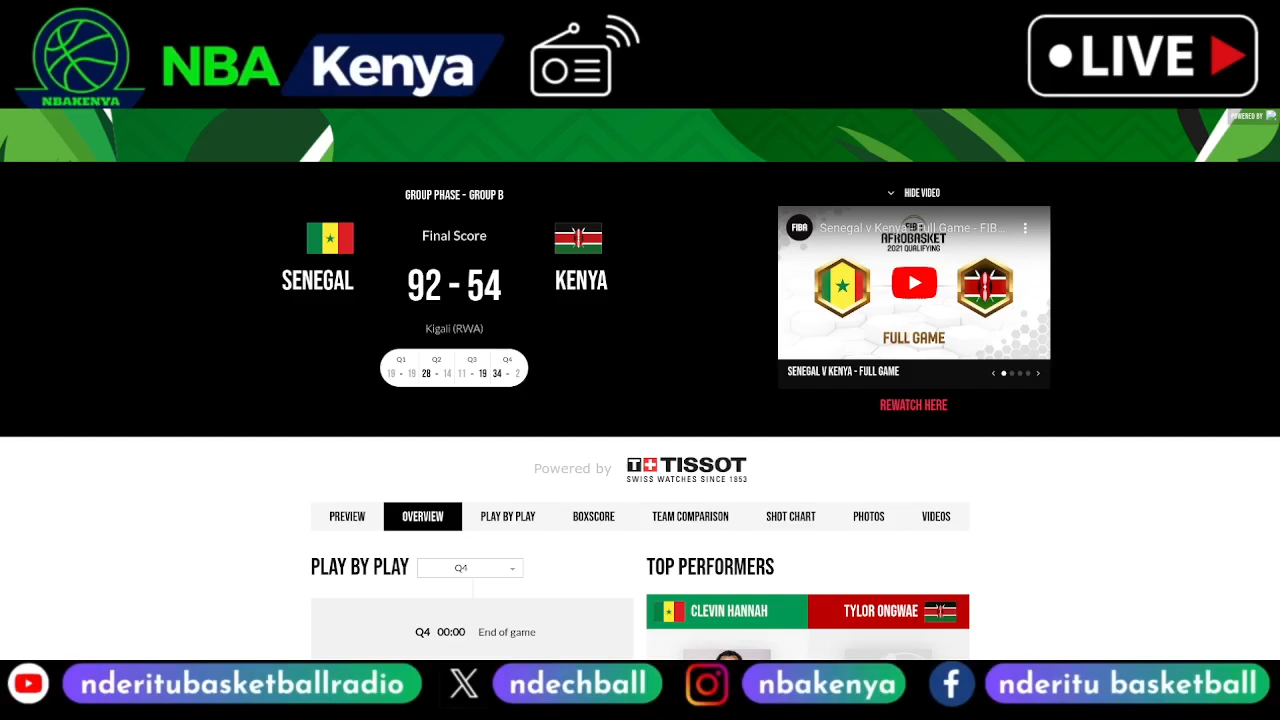 NBAKENYA
NBA Kenya
LIVE
POWERED BY
GROUP PHASE - GROUP B
HIDE VIDEO
SENEGAL
Final Score
92 - 54
KENYA
Kigali (RWA)
Q1 Q2 Q3 Q4
19 - 19 28 - 14 11 - 19 34 - 2
FIBA
Senegal v Kenya - Full Game - FIB...
AFROBASKET
2021 QUALIFYING
FULL GAME
SENEGAL V KENYA - FULL GAME
REWATCH HERE
Powered by TISSOT
SWISS WATCHES SINCE 1853
PREVIEW OVERVIEW PLAY BY PLAY BOXSCORE TEAM COMPARISON SHOT CHART PHOTOS VIDEOS
PLAY BY PLAY Q4
Q4 00:00 End of game
TOP PERFORMERS
CLEVIN HANNAH TYLOR ONGWAE
nderitubasketballradio ndechball nbakenya nderitu basketball